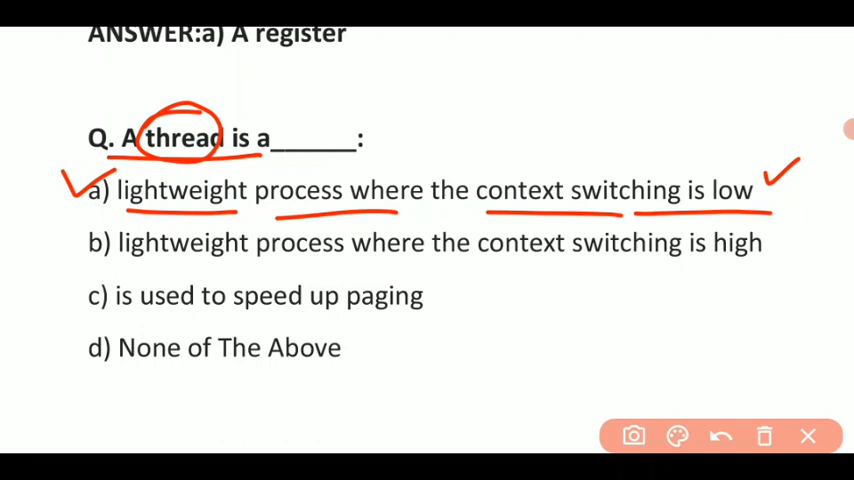 ANSWER:a) A register
Q. A thread is a______:
a) lightweight process where the context switching is low
b) lightweight process where the context switching is high
c) is used to speed up paging
d) None of The Above